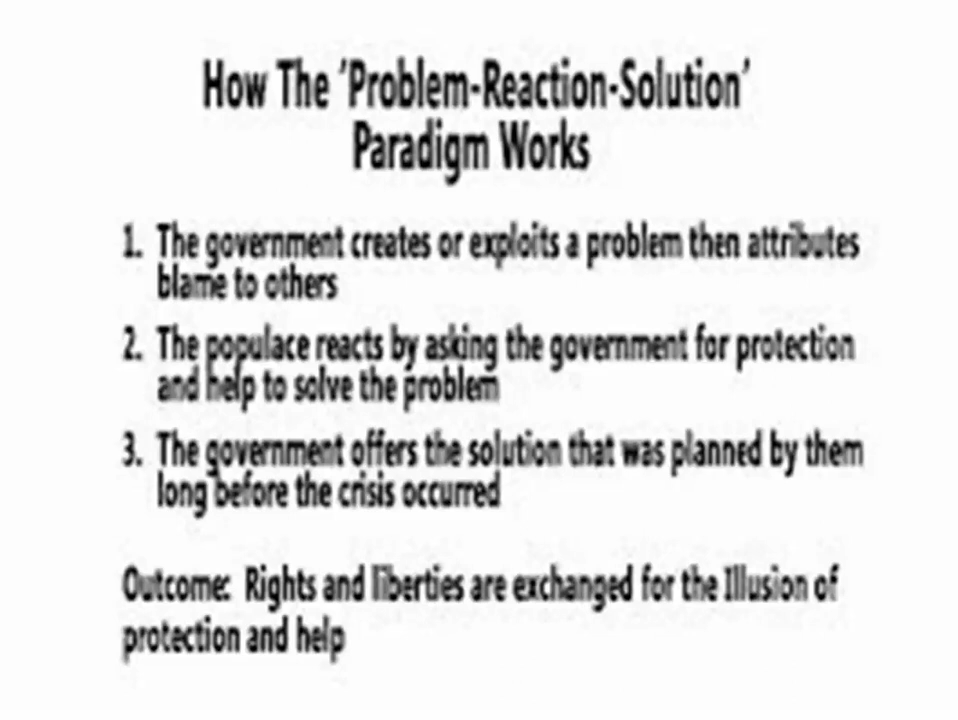 How The ‘Problem-Reaction-Solution’
Paradigm Works
1. The government creates or exploits a problem then attributes
blame to others
2. The populace reacts by asking the government for protection
and help to solve the problem
3. The government offers the solution that was planned by them
long before the crisis occurred
Outcome: Rights and liberties are exchanged for the Illusion of
protection and help